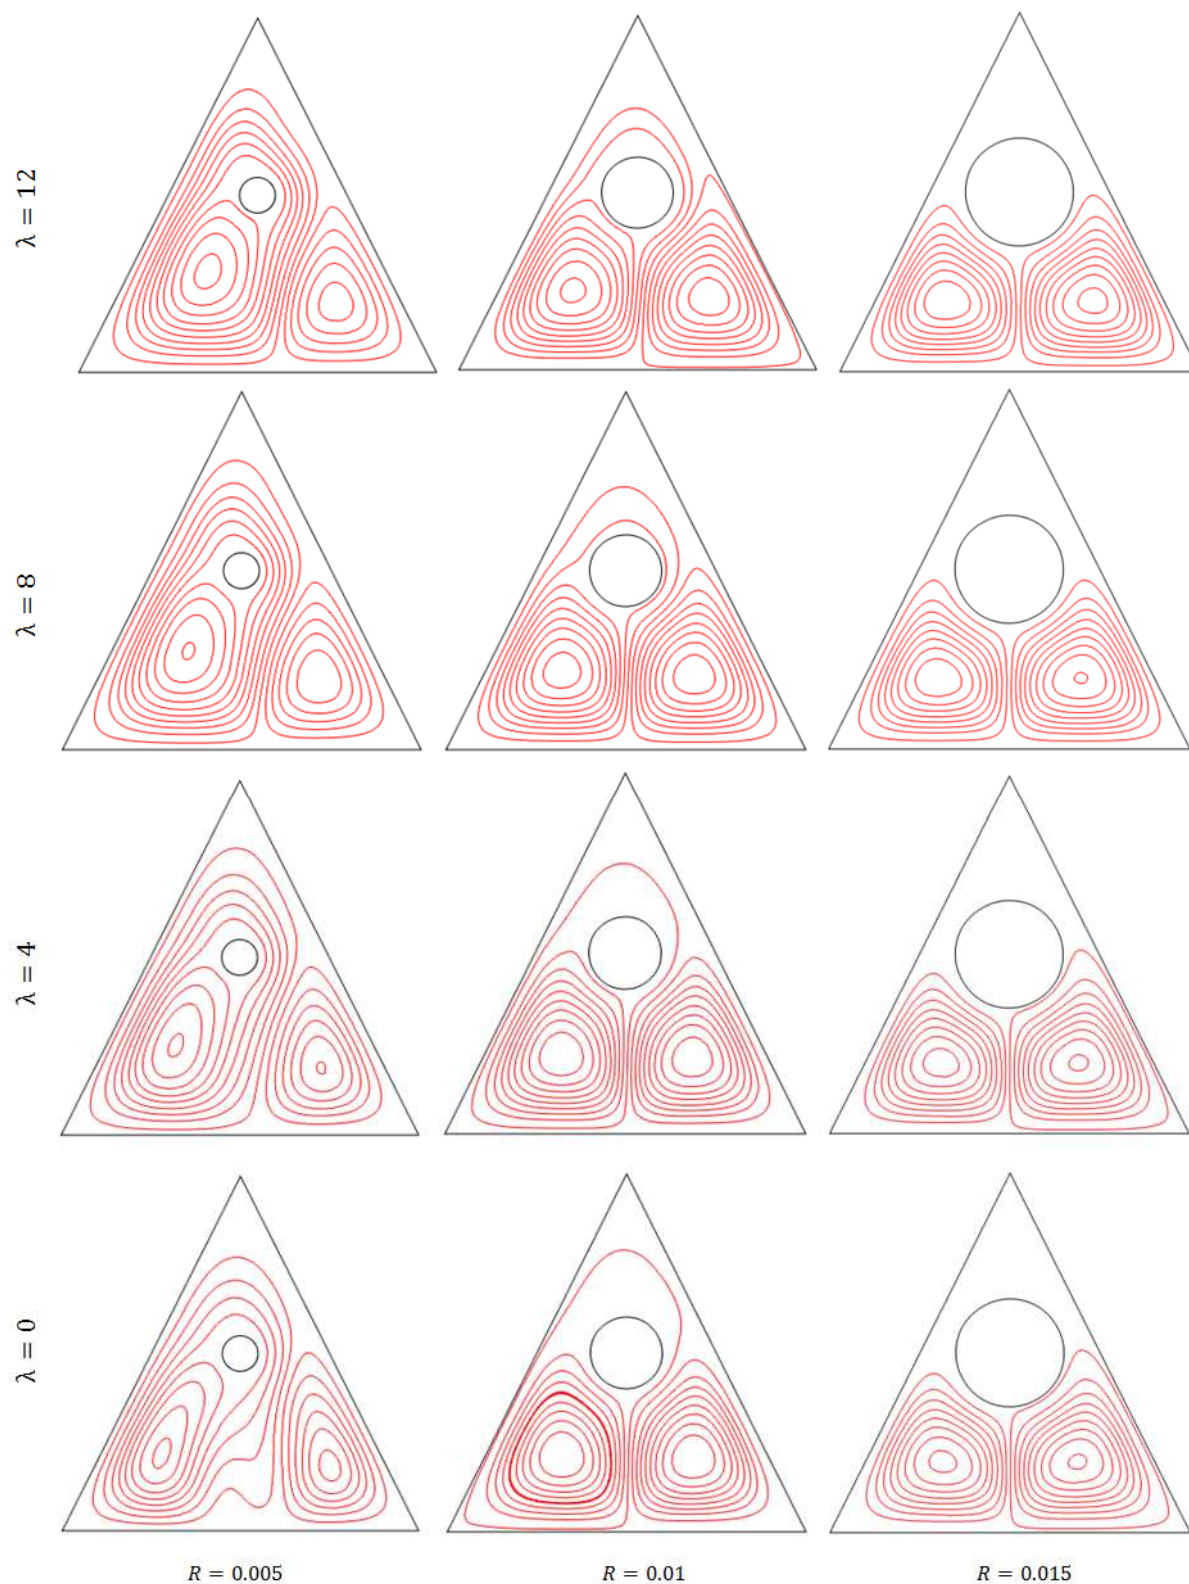 λ = 12
λ = 8
λ = 4
λ = 0
R = 0.005
R = 0.01
R = 0.015